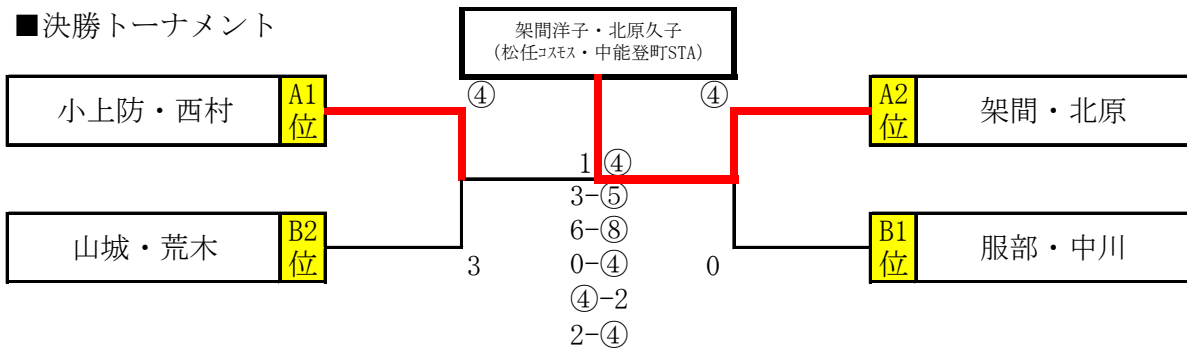 ■決勝トーナメント
架間洋子・北原久子
(松任ｺｽﾓｽ・中能登町STA)
小上防・西村
A1
位
④
④
A2
位
架間・北原
1 ④
3-⑤
山城・荒木
B2
位
3
6-⑧
0-④
0
B1
位
服部・中川
④-2
2-④